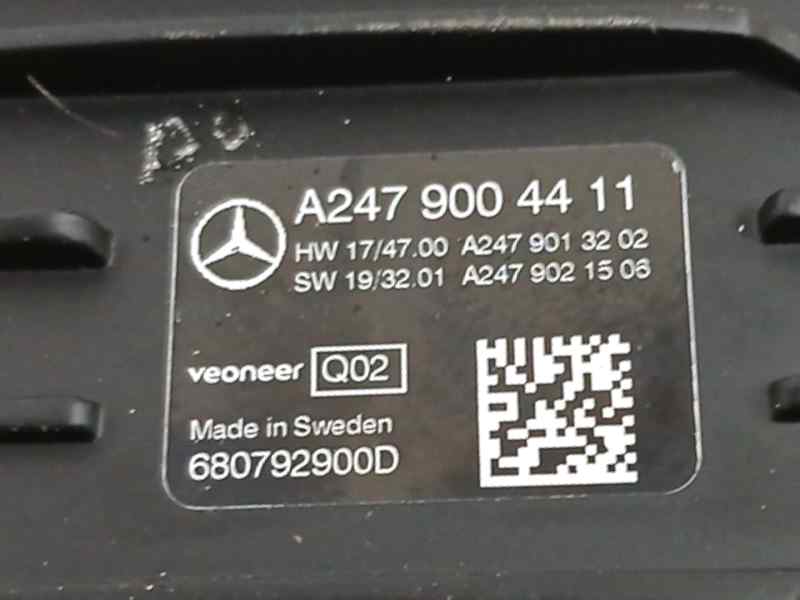 A247 900 44 11
HW 17/47.00 A247 901 32 02
SW 19/32.01 A247 902 15 06
veoneer Q02
Made in Sweden
680792900D